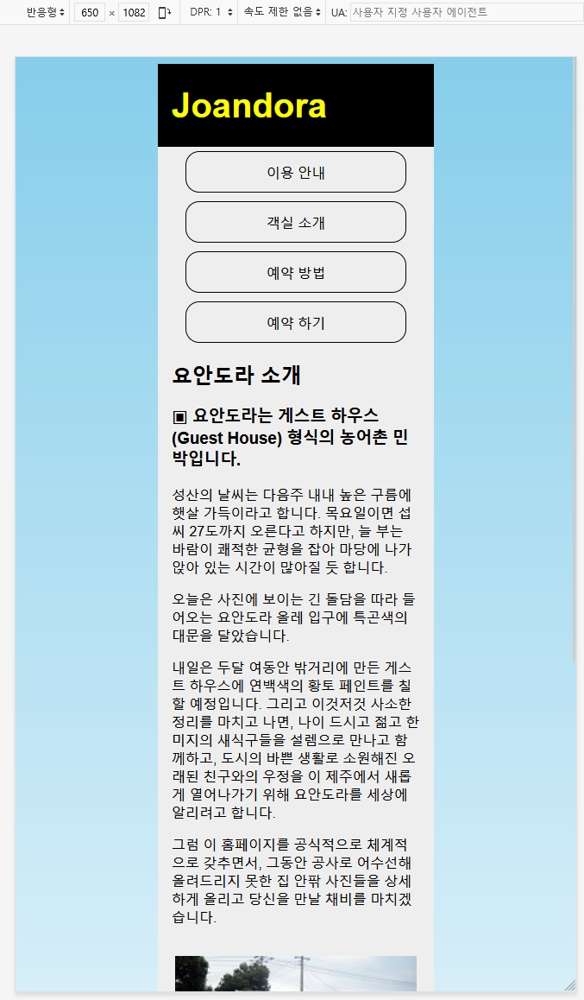 반응형 650 × 1082 DPR: 1 속도 제한 없음 UA: 사용자 지정 사용자 에이전트
Joandora
이용 안내
객실 소개
예약 방법
예약 하기
요안도라 소개
▣ 요안도라는 게스트 하우스
(Guest House) 형식의 농어촌 민
박입니다.
성산의 날씨는 다음주 내내 높은 구름에
햇살 가득이라고 합니다. 목요일이면 섭
씨 27도까지 오른다고 하지만, 늘 부는
바람이 쾌적한 균형을 잡아 마당에 나가
앉아 있는 시간이 많아질 듯 합니다.
오늘은 사진에 보이는 긴 돌담을 따라 들
어오는 요안도라 올레 입구에 특곤색의
대문을 달았습니다.
내일은 두달 여동안 밖거리에 만든 게스
트 하우스에 연백색의 황토 페인트를 칠
할 예정입니다. 그리고 이것저것 사소한
정리를 마치고 나면, 나이 드시고 젊고 한
미지의 새식구들을 설렘으로 만나고 함
께하고, 도시의 바쁜 생활로 소원해진 오
래된 친구와의 우정을 이 제주에서 새롭
게 열어나가기 위해 요안도라를 세상에
알리려고 합니다.
그럼 이 홈페이지를 공식적으로 체계적
으로 갖추면서, 그동안 공사로 어수선해
올려드리지 못한 집 안팎 사진들을 상세
하게 올리고 당신을 만날 채비를 마치겠
습니다.